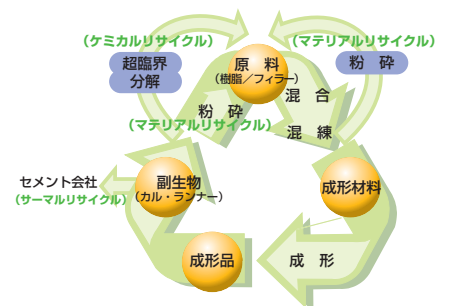 （ケミカルリサイクル）
（マテリアルリサイクル）
超臨界
分解
原　料
（樹脂／フィラー）
粉　砕
粉　砕
混　合
（マテリアルリサイクル）
混　練
セメント会社
（サーマルリサイクル）
副生物
（カル・ランナー）
成形材料
成形品
成　形